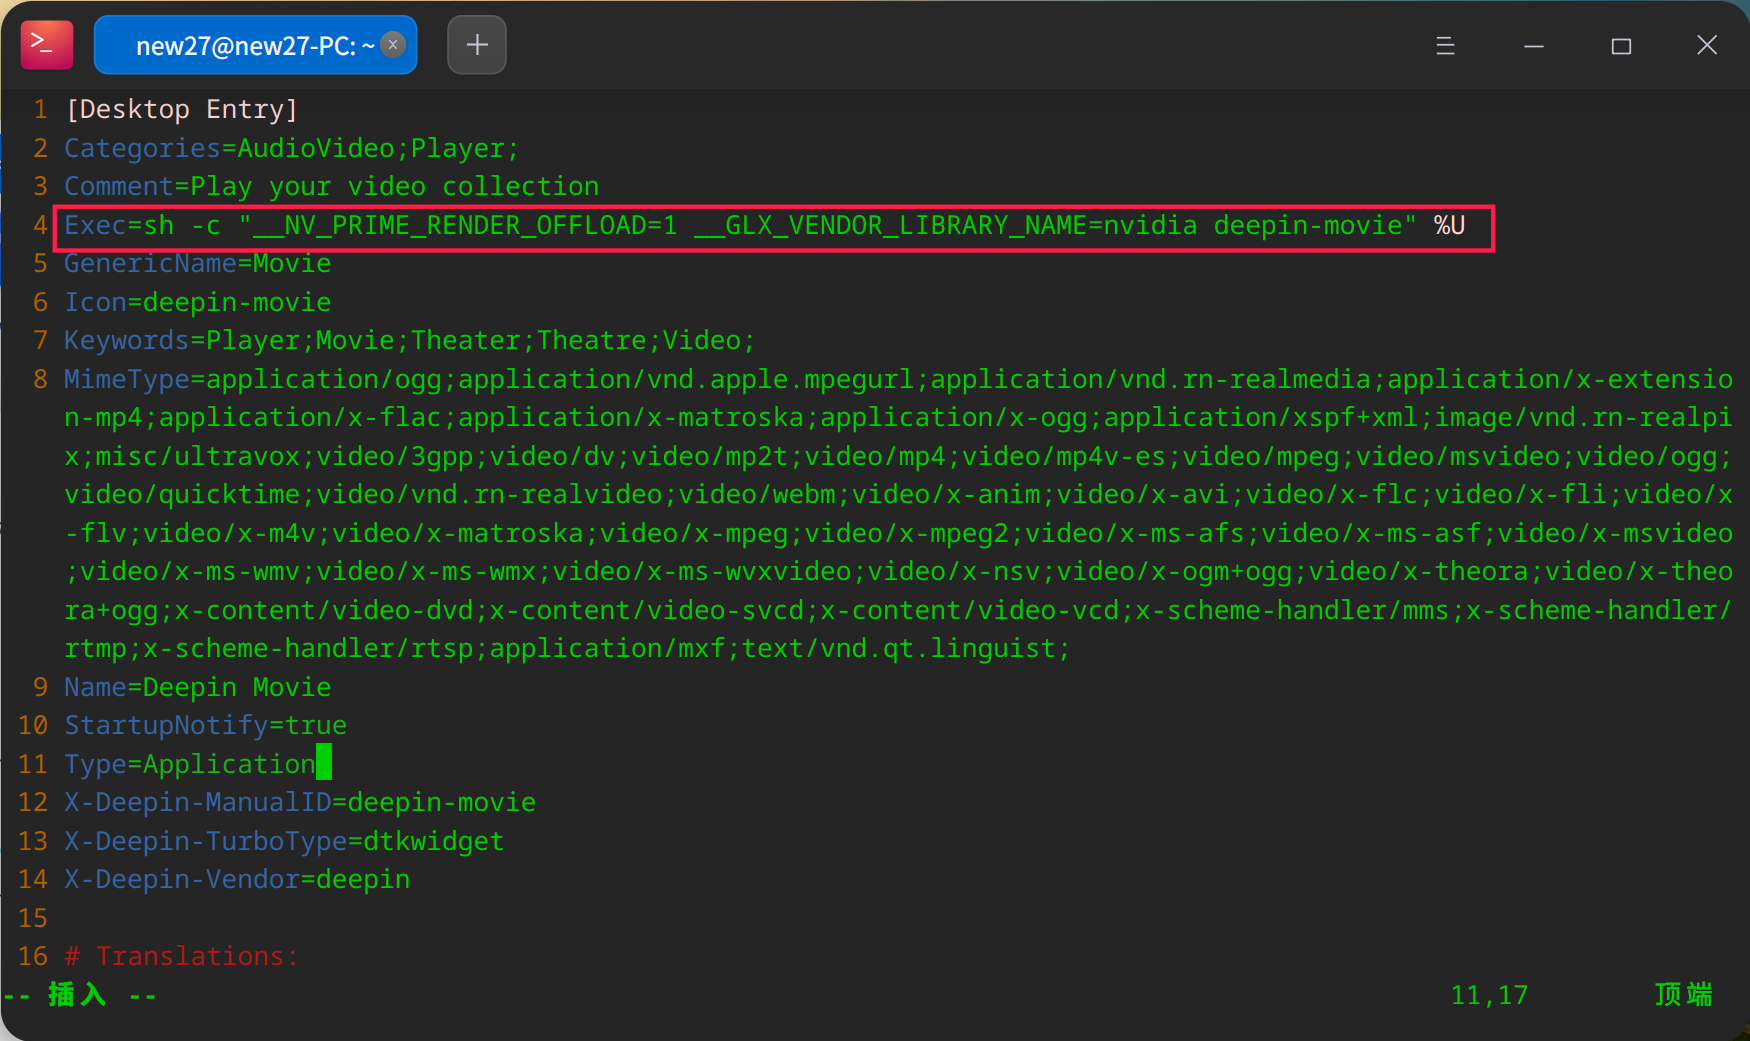 >_ new27@new27-PC: ~
1 [Desktop Entry]
2 Categories=AudioVideo;Player;
3 Comment=Play your video collection
4 Exec=sh -c "__NV_PRIME_RENDER_OFFLOAD=1 __GLX_VENDOR_LIBRARY_NAME=nvidia deepin-movie" %U
5 GenericName=Movie
6 Icon=deepin-movie
7 Keywords=Player;Movie;Theater;Theatre;Video;
8 MimeType=application/ogg;application/vnd.apple.mpegurl;application/vnd.rn-realmedia;application/x-extensio
n-mp4;application/x-flac;application/x-matroska;application/x-ogg;application/xspf+xml;image/vnd.rn-realpi
x;misc/ultravox;video/3gpp;video/dv;video/mp2t;video/mp4;video/mp4v-es;video/mpeg;video/msvideo;video/ogg;
video/quicktime;video/vnd.rn-realvideo;video/webm;video/x-anim;video/x-avi;video/x-flc;video/x-fli;video/x
-flv;video/x-m4v;video/x-matroska;video/x-mpeg;video/x-mpeg2;video/x-ms-afs;video/x-ms-asf;video/x-msvideo
;video/x-ms-wmv;video/x-ms-wmx;video/x-ms-wvxvideo;video/x-nsv;video/x-ogm+ogg;video/x-theora;video/x-theo
ra+ogg;x-content/video-dvd;x-content/video-svcd;x-content/video-vcd;x-scheme-handler/mms;x-scheme-handler/
rtmp;x-scheme-handler/rtsp;application/mxf;text/vnd.qt.linguist;
9 Name=Deepin Movie
10 StartupNotify=true
11 Type=Application
12 X-Deepin-ManualID=deepin-movie
13 X-Deepin-TurboType=dtkwidget
14 X-Deepin-Vendor=deepin
15
16 # Translations:
-- 插入 -- 11,17 顶端